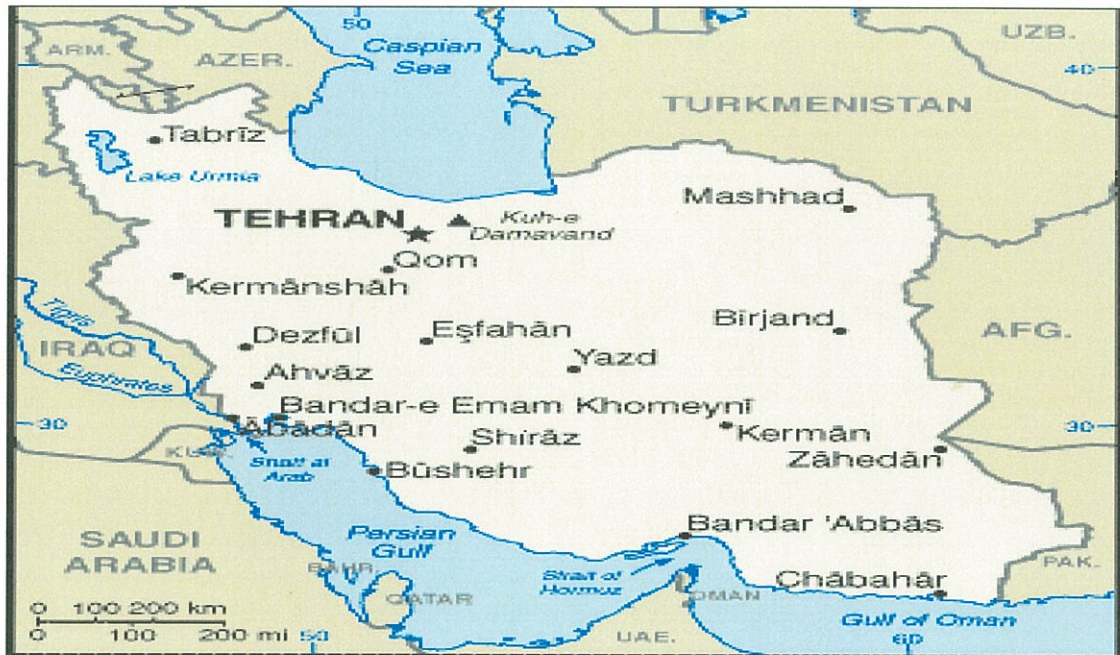 50
Caspian
Sea
UZB.
ARM.
AZER.
40
TURKMENISTAN
Tabrīz
Lake Urmia
Mashhad
TEHRAN
Kuh-e
Damavand
Qom
Kermānshāh
Tigris
Dezfūl
Eşfahān
Bīrjand
AFG.
IRAQ
Yazd
Euphrates
Ahvāz
Bandar-e Emam Khomeynī
30
Ābādān
Kermān
30
Shīrāz
KUW.
Zāhedān
Būshehr
Persian
Gulf
Bandar 'Abbās
SAUDI
ARABIA
BAHR.
Strait of
Hormuz
PAK.
Chābahār
QATAR
OMAN
0 100 200 km
0 100 200 mi
50
UAE.
Gulf of Oman
60